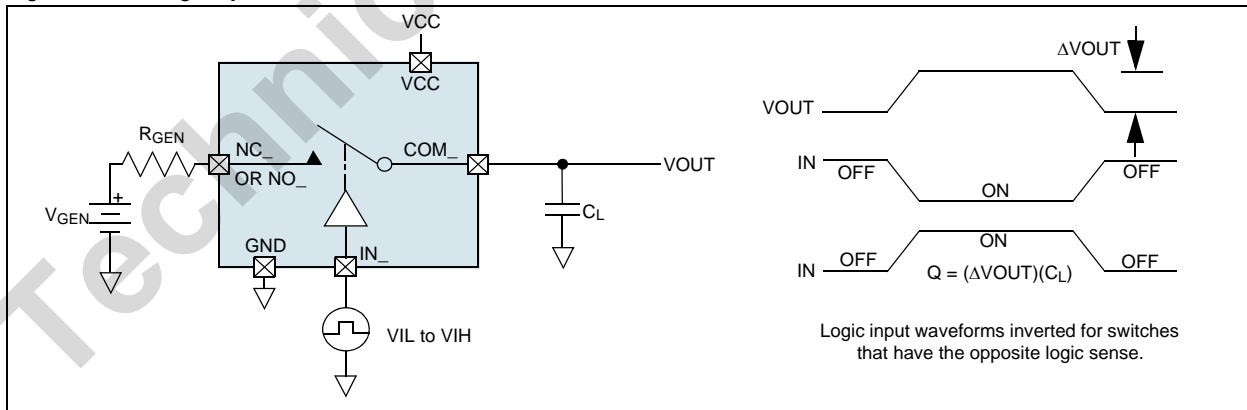 VCC
VCC
RGEN
NC_
OR NO_
COM_
VOUT
VGEN
+
CL
GND
IN_
VIL to VIH
ΔVOUT
VOUT
IN
OFF
ON
OFF
IN
OFF
ON
OFF
Q = (ΔVOUT)(CL)
Logic input waveforms inverted for switches
that have the opposite logic sense.